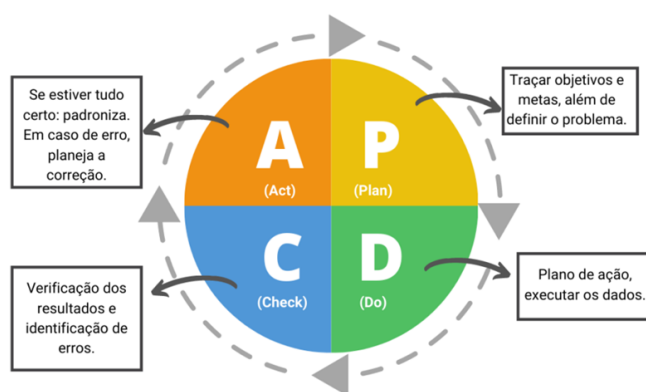 Se estiver tudo
certo: padroniza.
Em caso de erro,
planeja a
correção.
Traçar objetivos e
metas, além de
definir o problema.
A
(Act)
P
(Plan)
C
(Check)
D
(Do)
Verificação dos
resultados e
identificação de
erros.
Plano de ação,
executar os dados.